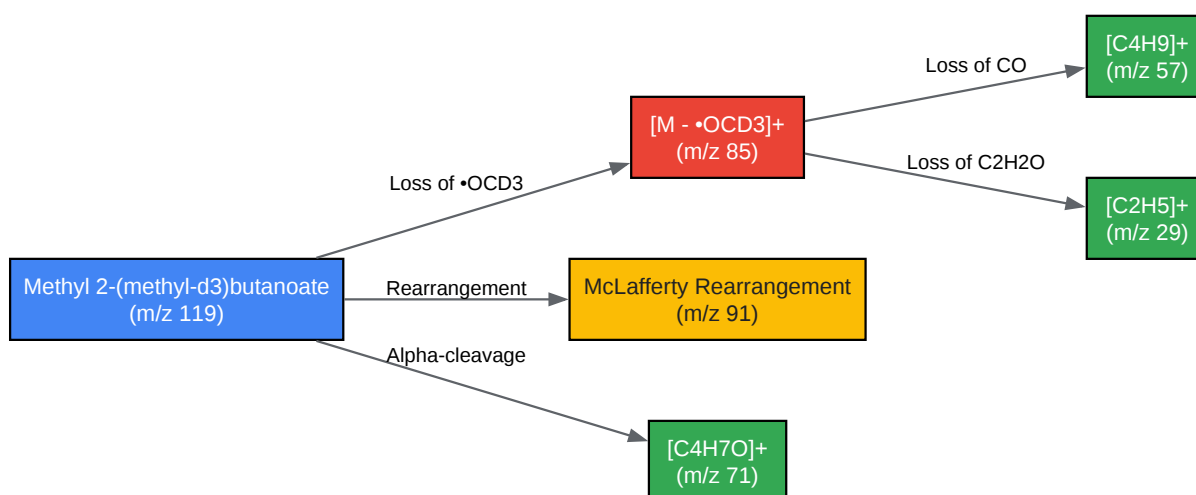 [C4H9]+
(m/z 57)
Loss of CO
[M - •OCD3]+
(m/z 85)
Loss of C2H2O
Loss of •OCD3
[C2H5]+
(m/z 29)
Methyl 2-(methyl-d3)butanoate
(m/z 119)
Rearrangement
McLafferty Rearrangement
(m/z 91)
Alpha-cleavage
[C4H7O]+
(m/z 71)